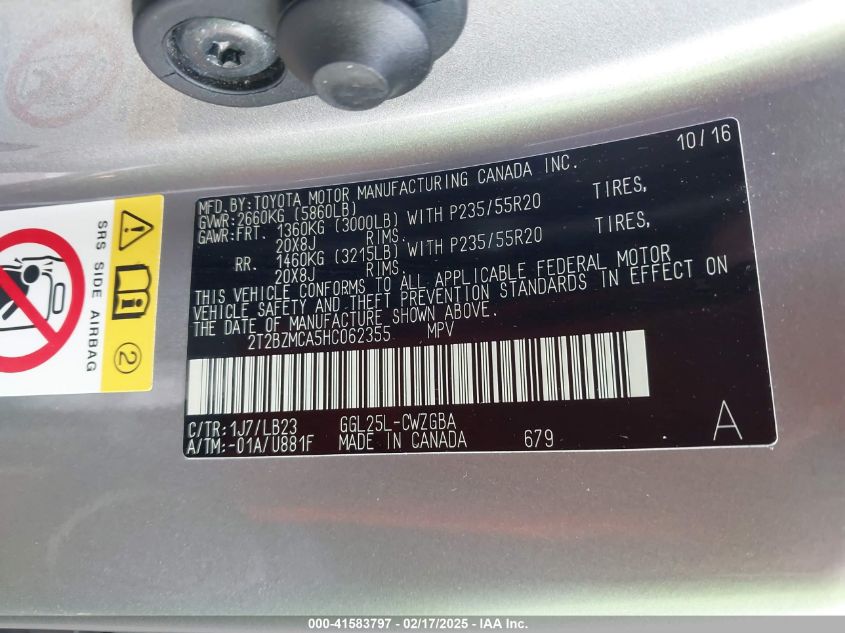 10/16
MFD.BY:TOYOTA MOTOR MANUFACTURING CANADA INC.
GVWR:2660KG (5860LB)
GAWR:FRT. 1360KG (3000LB) WITH P235/55R20 TIRES,
20X8J RIMS.
RR. 1460KG (3215LB) WITH P235/55R20 TIRES,
20X8J RIMS.
THIS VEHICLE CONFORMS TO ALL APPLICABLE FEDERAL MOTOR
VEHICLE SAFETY AND THEFT PREVENTION STANDARDS IN EFFECT ON
THE DATE OF MANUFACTURE SHOWN ABOVE.
2T2BZMCA5HC062355 MPV
C/TR:1J7/LB23 GGL25L-CWZGBA
A/TM:-01A/U881F MADE IN CANADA 679
A
SRS SIDE AIRBAG
2
000-41583797 - 02/17/2025 - IAA Inc.